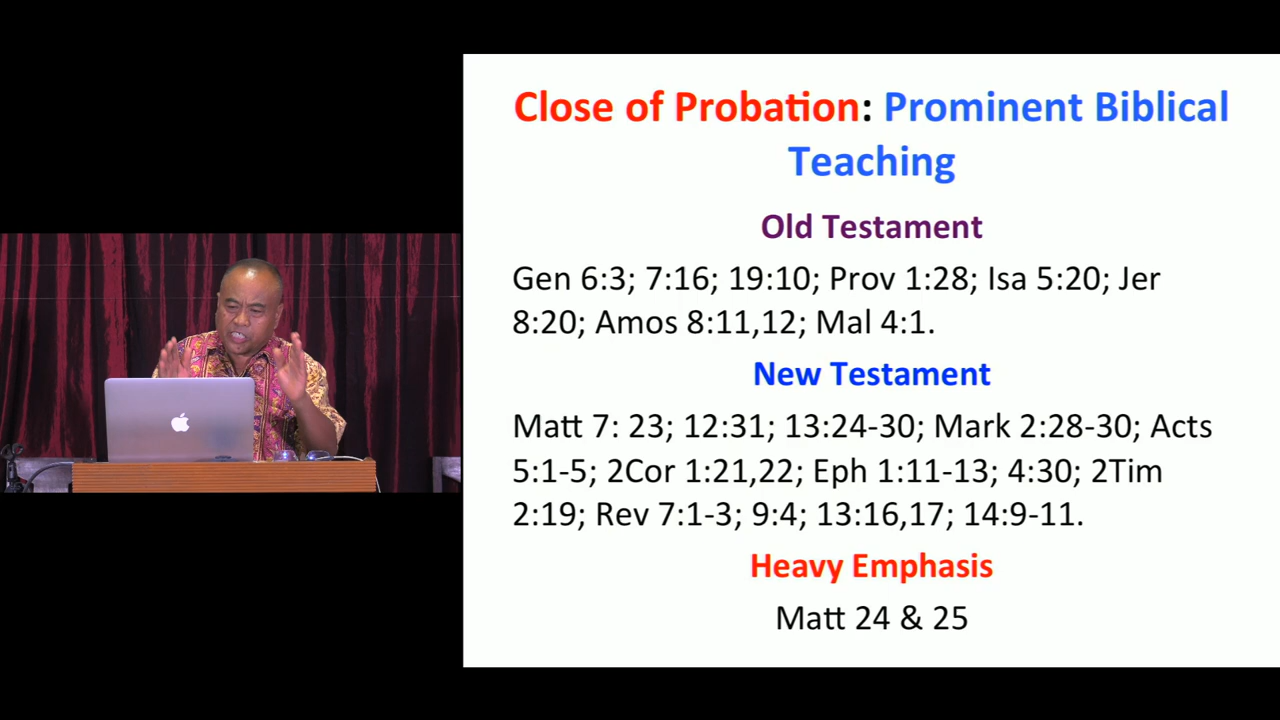 Close of Probation: Prominent Biblical
Teaching
Old Testament
Gen 6:3; 7:16; 19:10; Prov 1:28; Isa 5:20; Jer
8:20; Amos 8:11,12; Mal 4:1.
New Testament
Matt 7: 23; 12:31; 13:24-30; Mark 2:28-30; Acts
5:1-5; 2Cor 1:21,22; Eph 1:11-13; 4:30; 2Tim
2:19; Rev 7:1-3; 9:4; 13:16,17; 14:9-11.
Heavy Emphasis
Matt 24 & 25